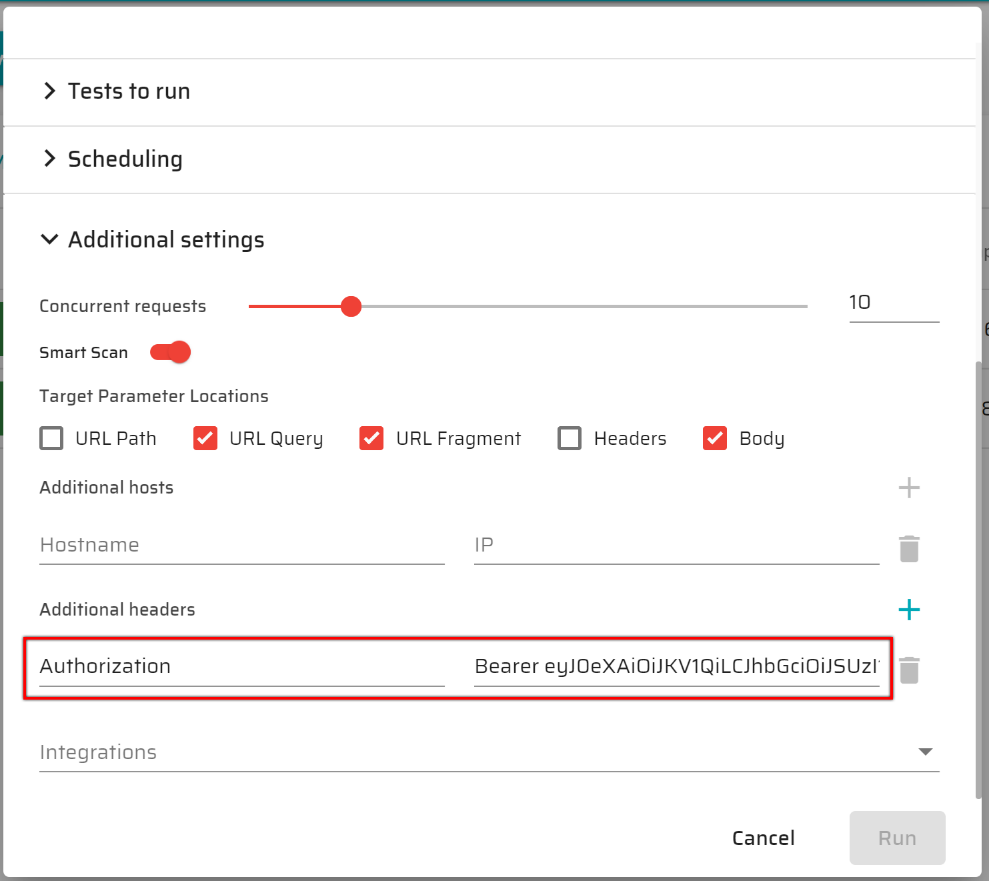 Tests to run
Scheduling
Additional settings
Concurrent requests 10
Smart Scan
Target Parameter Locations
URL Path URL Query URL Fragment Headers Body
Additional hosts
Hostname IP
Additional headers
Authorization Bearer eyJ0eXAiOiJKV1QiLCJhbGciOiJSUzI
Integrations
Cancel Run